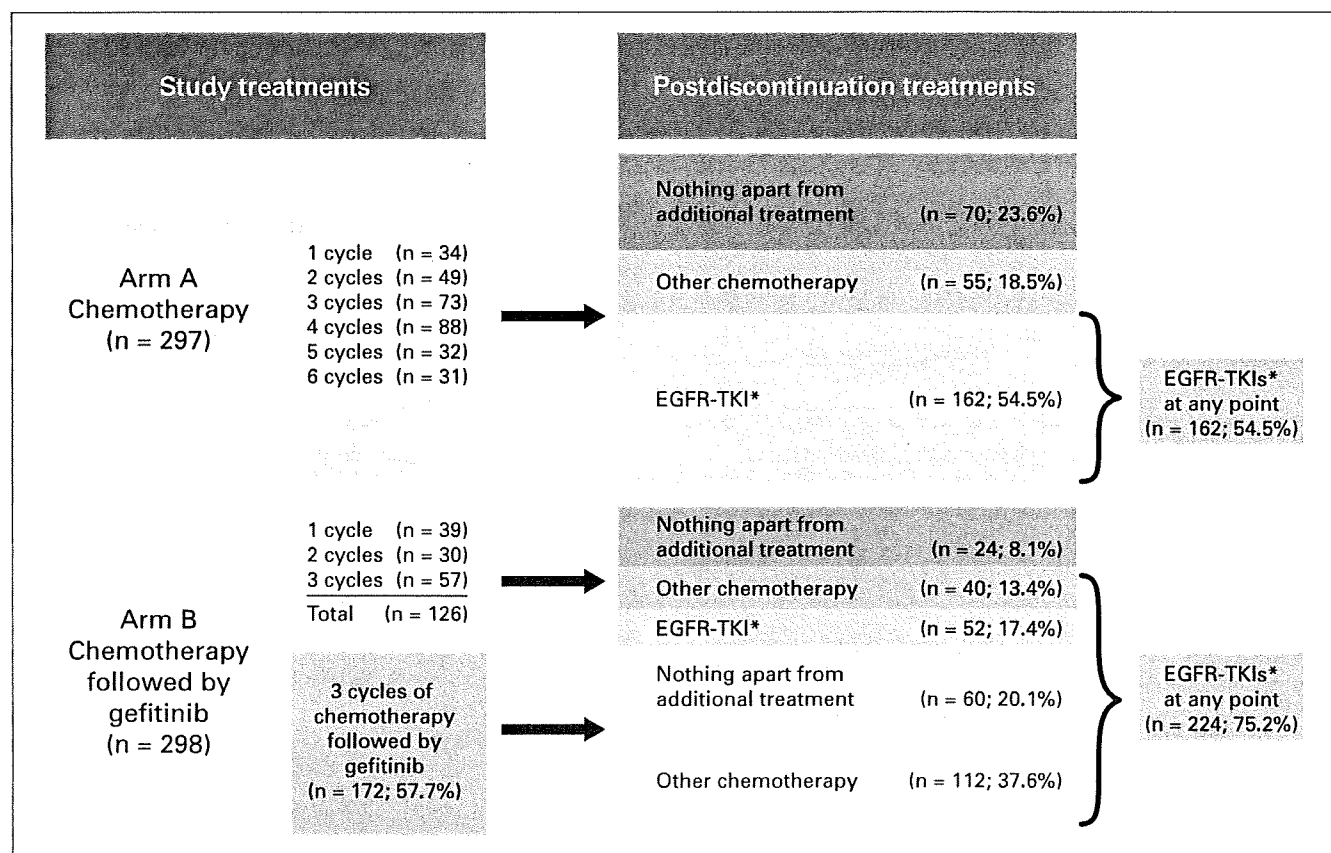 Study treatments
Postdiscontinuation treatments
Arm A
Chemotherapy
(n = 297)
1 cycle (n = 34)
2 cycles (n = 49)
3 cycles (n = 73)
4 cycles (n = 88)
5 cycles (n = 32)
6 cycles (n = 31)
Nothing apart from
additional treatment (n = 70; 23.6%)
Other chemotherapy (n = 55; 18.5%)
EGFR-TKI* (n = 162; 54.5%)
EGFR-TKIs*
at any point
(n = 162; 54.5%)
Arm B
Chemotherapy
followed by
gefitinib
(n = 298)
1 cycle (n = 39)
2 cycles (n = 30)
3 cycles (n = 57)
Total (n = 126)
3 cycles of
chemotherapy
followed by
gefitinib
(n = 172; 57.7%)
Nothing apart from
additional treatment (n = 24; 8.1%)
Other chemotherapy (n = 40; 13.4%)
EGFR-TKI* (n = 52; 17.4%)
Nothing apart from
additional treatment (n = 60; 20.1%)
Other chemotherapy (n = 112; 37.6%)
EGFR-TKIs*
at any point
(n = 224; 75.2%)